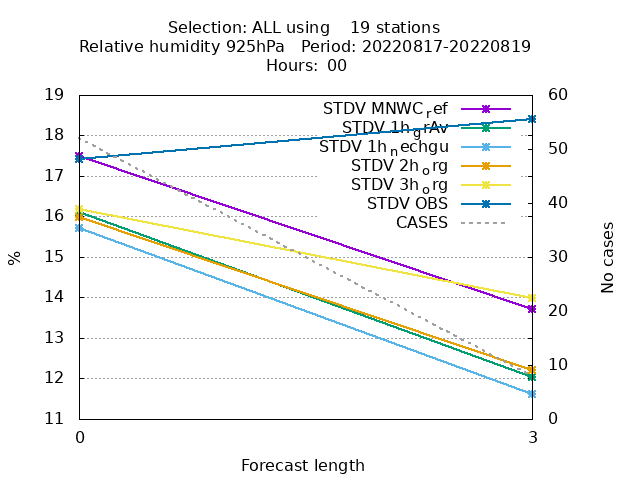 Selection: ALL using    19 stations
Relative humidity 925hPa   Period: 20220817-20220819
Hours: 00
STDV MNWC_ref
STDV 1h_grAv
STDV 1h_nechgu
STDV 2h_org
STDV 3h_org
STDV OBS
CASES
19
18
17
16
15
14
13
12
11
%
60
50
40
30
20
10
0
No cases
0 3
Forecast length